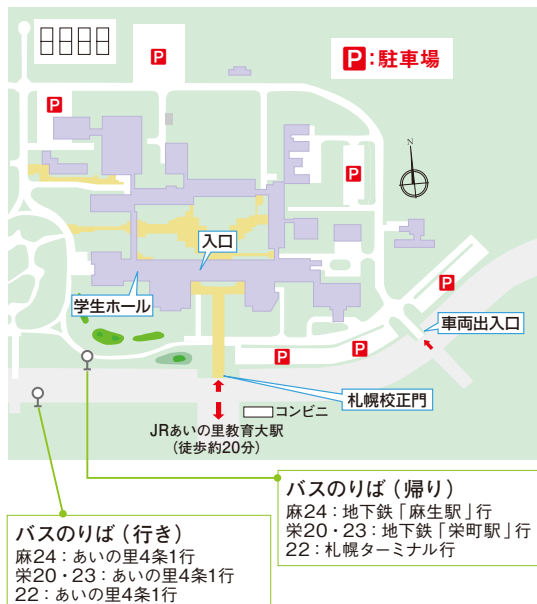 P:駐車場
P
P
N
P
入口
学生ホール
P
車両出入口
P
P
札幌校正門
コンビニ
JRあいの里教育大駅
(徒歩約20分)
バスのりば(帰り)
麻24:地下鉄「麻生駅」行
栄20・23:地下鉄「栄町駅」行
22:札幌ターミナル行
バスのりば(行き)
麻24:あいの里4条1行
栄20・23:あいの里4条1行
22:あいの里4条1行